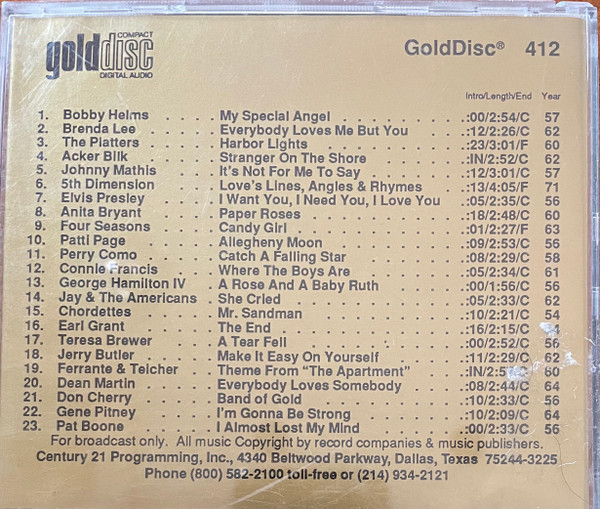 golddisc COMPACT
DIGITAL AUDIO
GoldDisc® 412
Intro/Length/End Year
1. Bobby Helms . . . . . My Special Angel . . . . . . . . . . . .:00/2:54/C 57
2. Brenda Lee . . . . . . Everybody Loves Me But You . . . .:12/2:26/C 62
3. The Platters . . . . . Harbor Lights . . . . . . . . . . . . .:23/3:01/F 60
4. Acker Bilk . . . . . . Stranger On The Shore . . . . . . . .:IN/2:52/C 62
5. Johnny Mathis . . . . It's Not For Me To Say . . . . . . . .:12/3:01/C 57
6. 5th Dimension . . . . Love's Lines, Angles & Rhymes . . .:13/4:05/F 71
7. Elvis Presley . . . . . I Want You, I Need You, I Love You .:05/2:35/C 56
8. Anita Bryant . . . . . Paper Roses . . . . . . . . . . . . . .:18/2:48/C 60
9. Four Seasons . . . . Candy Girl . . . . . . . . . . . . . . .:01/2:27/F 63
10. Patti Page . . . . . . Allegheny Moon . . . . . . . . . . . .:09/2:53/C 56
11. Perry Como . . . . . Catch A Falling Star . . . . . . . . . .:08/2:29/C 58
12. Connie Francis . . . . Where The Boys Are . . . . . . . . .:05/2:34/C 61
13. George Hamilton IV . A Rose And A Baby Ruth . . . . . . .:00/1:56/C 56
14. Jay & The Americans . She Cried . . . . . . . . . . . . . . .:05/2:33/C 62
15. Chordettes . . . . . . Mr. Sandman . . . . . . . . . . . . . .:10/2:21/C 54
16. Earl Grant . . . . . . The End . . . . . . . . . . . . . . . .:16/2:15/C
17. Teresa Brewer . . . . A Tear Fell . . . . . . . . . . . . . . .:00/2:52/C 56
18. Jerry Butler . . . . . Make It Easy On Yourself . . . . . . .:11/2:29/C 62
19. Ferrante & Teicher . . Theme From "The Apartment" . . . .:IN/2:57/C 60
20. Dean Martin . . . . . Everybody Loves Somebody . . . . .:08/2:44/C 64
21. Don Cherry . . . . . . Band of Gold . . . . . . . . . . . . .:10/2:29/C 56
22. Gene Pitney . . . . . I'm Gonna Be Strong . . . . . . . . .:10/2:09/C 64
23. Pat Boone . . . . . . I Almost Lost My Mind . . . . . . . .:00/2:33/C 56
For broadcast only. All music Copyright by record companies & music publishers.
Century 21 Programming, Inc., 4340 Beltwood Parkway, Dallas, Texas 75244-3225
Phone (800) 582-2100 toll-free or (214) 934-2121